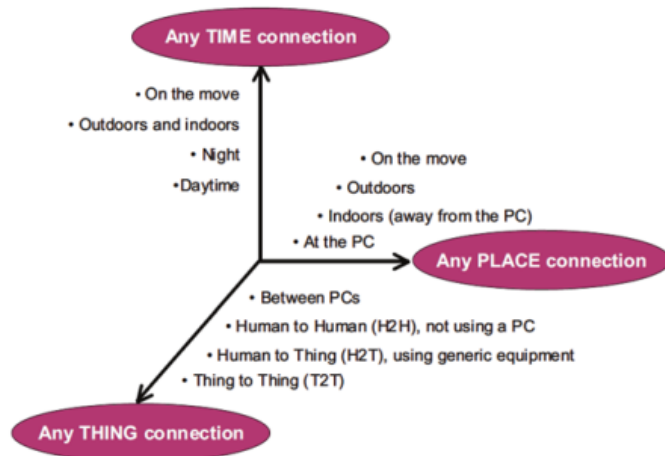 Any TIME connection
• On the move
• Outdoors and indoors
• Night
•Daytime
• On the move
• Outdoors
• Indoors (away from the PC)
• At the PC
Any PLACE connection
• Between PCs
• Human to Human (H2H), not using a PC
• Human to Thing (H2T), using generic equipment
• Thing to Thing (T2T)
Any THING connection